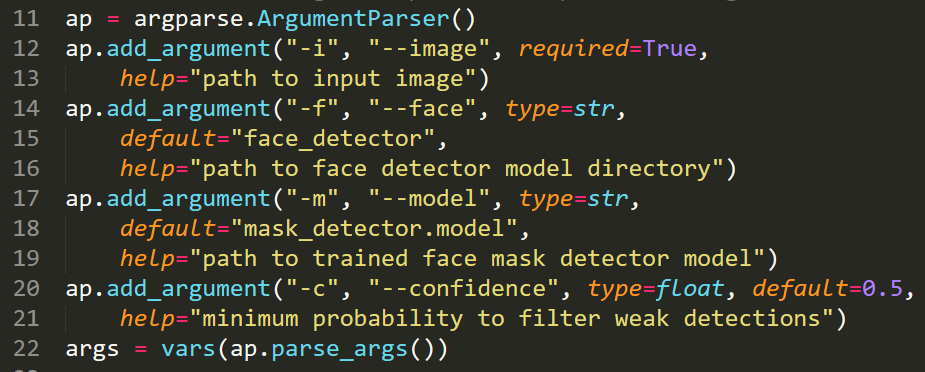 11 ap = argparse.ArgumentParser()
12 ap.add_argument("-i", "--image", required=True,
13     help="path to input image")
14 ap.add_argument("-f", "--face", type=str,
15     default="face_detector",
16     help="path to face detector model directory")
17 ap.add_argument("-m", "--model", type=str,
18     default="mask_detector.model",
19     help="path to trained face mask detector model")
20 ap.add_argument("-c", "--confidence", type=float, default=0.5,
21     help="minimum probability to filter weak detections")
22 args = vars(ap.parse_args())